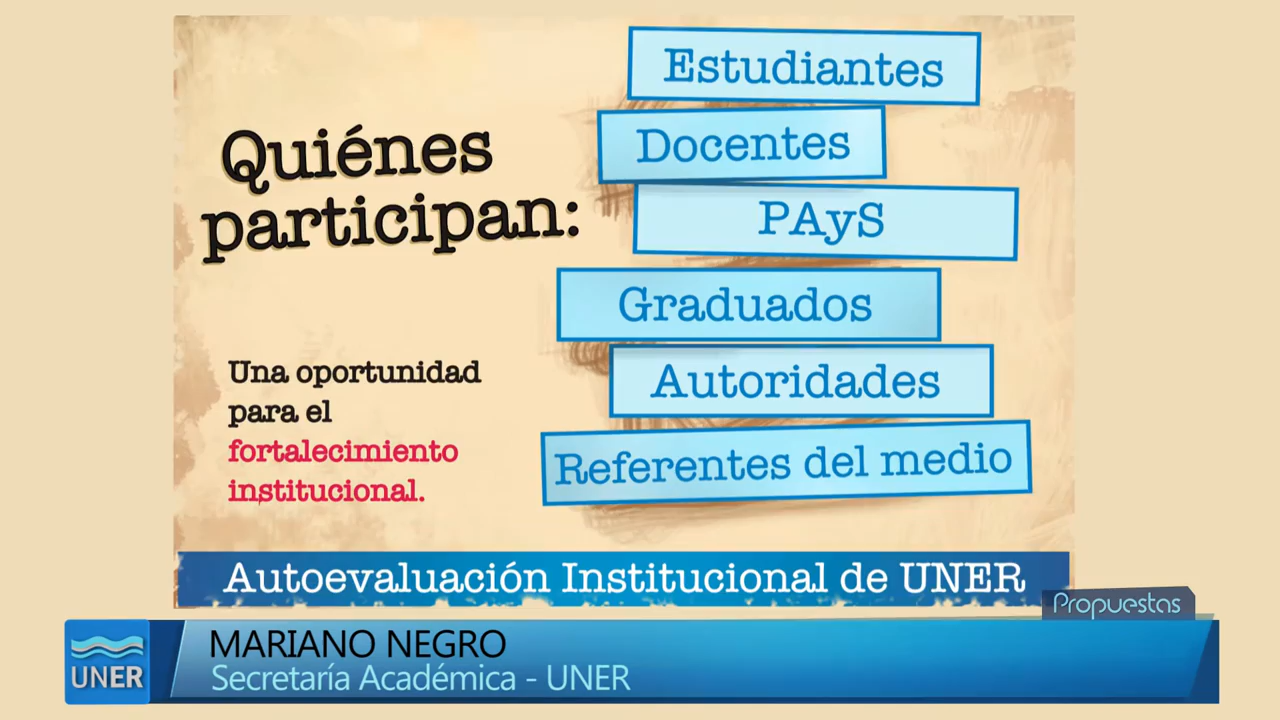 Quiénes
participan:
Estudiantes
Docentes
PAyS
Graduados
Autoridades
Referentes del medio
Una oportunidad
para el
fortalecimiento
institucional.
Autoevaluación Institucional de UNER
Propuestas
UNER
MARIANO NEGRO
Secretaría Académica - UNER